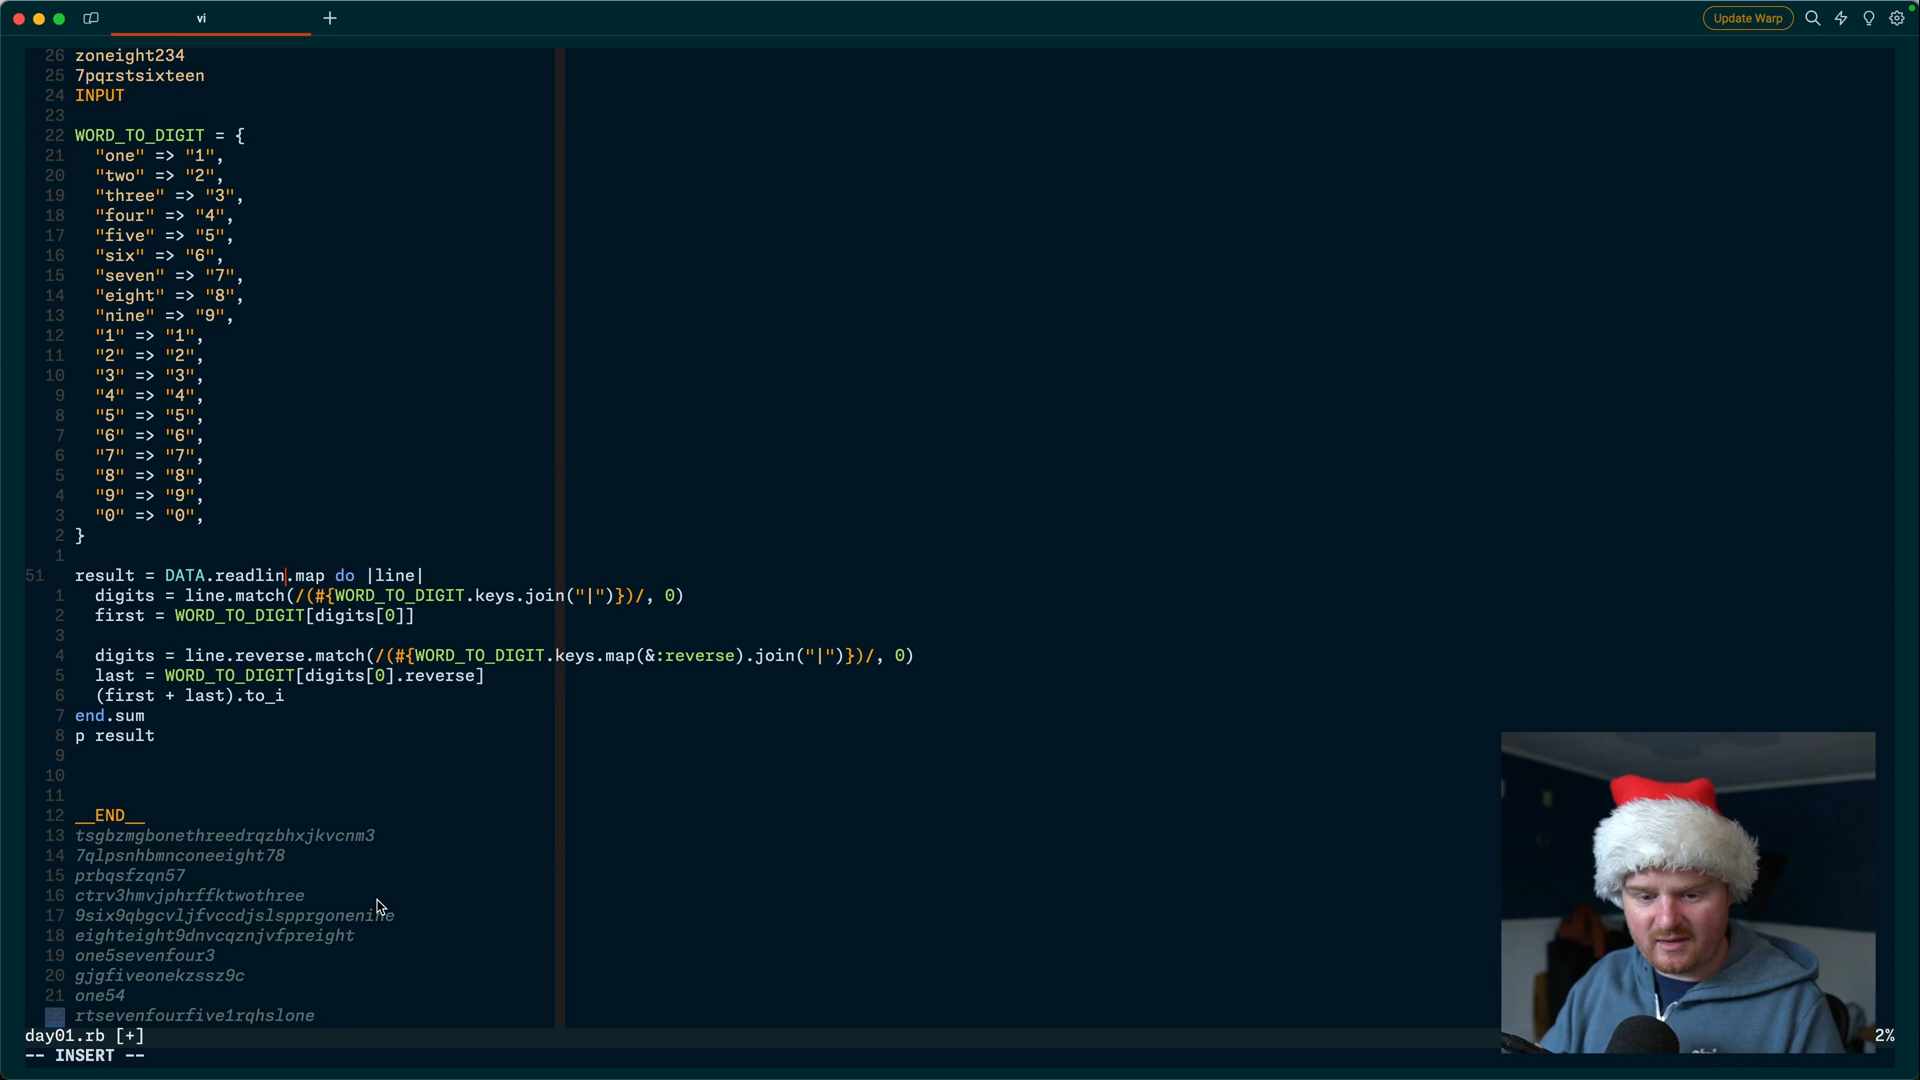 vi
Update Warp
26 zoneight234
25 7pqrstsixteen
24 INPUT
23
22 WORD_TO_DIGIT = {
21 "one" => "1",
20 "two" => "2",
19 "three" => "3",
18 "four" => "4",
17 "five" => "5",
16 "six" => "6",
15 "seven" => "7",
14 "eight" => "8",
13 "nine" => "9",
12 "1" => "1",
11 "2" => "2",
10 "3" => "3",
9 "4" => "4",
8 "5" => "5",
7 "6" => "6",
6 "7" => "7",
5 "8" => "8",
4 "9" => "9",
3 "0" => "0",
2 }
1
51 result = DATA.readlin.map do |line|
1 digits = line.match(/(#{WORD_TO_DIGIT.keys.join("|")})/, 0)
2 first = WORD_TO_DIGIT[digits[0]]
3
4 digits = line.reverse.match(/(#{WORD_TO_DIGIT.keys.map(&:reverse).join("|")})/, 0)
5 last = WORD_TO_DIGIT[digits[0].reverse]
6 (first + last).to_i
7 end.sum
8 p result
9
10
11
12 __END__
13 tsgbzmgbonethreedrqzbhxjkvcnm3
14 7qlpsnhbmnconeeight78
15 prbqsfzqn57
16 ctrv3hmvjphrffktwothree
17 9six9qbgcvljfvccdjslspprgonenine
18 eighteight9dnvcqznjvfpreight
19 one5sevenfour3
20 gjgfiveonekzssz9c
21 one54
22 rtsevenfourfive1rqhslone
day01.rb [+]
2%
-- INSERT --